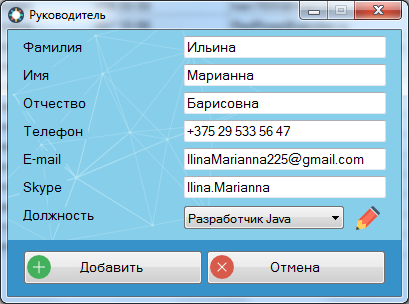 Руководитель
Фамилия Ильина
Имя Марианна
Отчество Барисовна
Телефон +375 29 533 56 47
E-mail IlinaMarianna225@gmail.com
Skype Ilina.Marianna
Должность Разработчик Java
Добавить Отмена